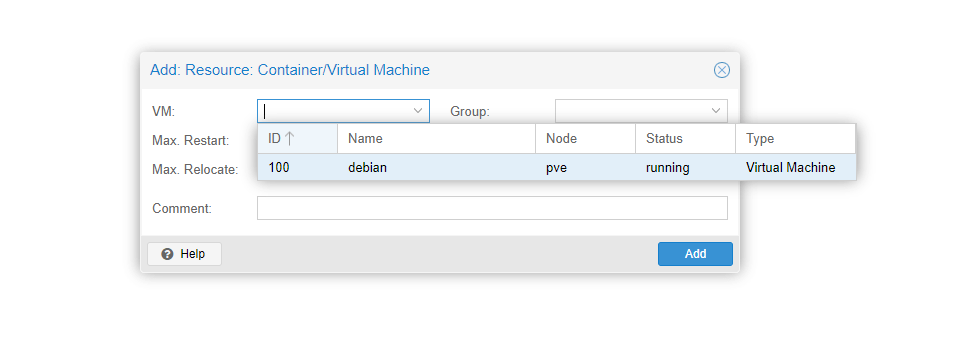 Add: Resource: Container/Virtual Machine
VM: Group:
Max. Restart: ID Name Node Status Type
Max. Relocate: 100 debian pve running Virtual Machine
Comment:
Help Add